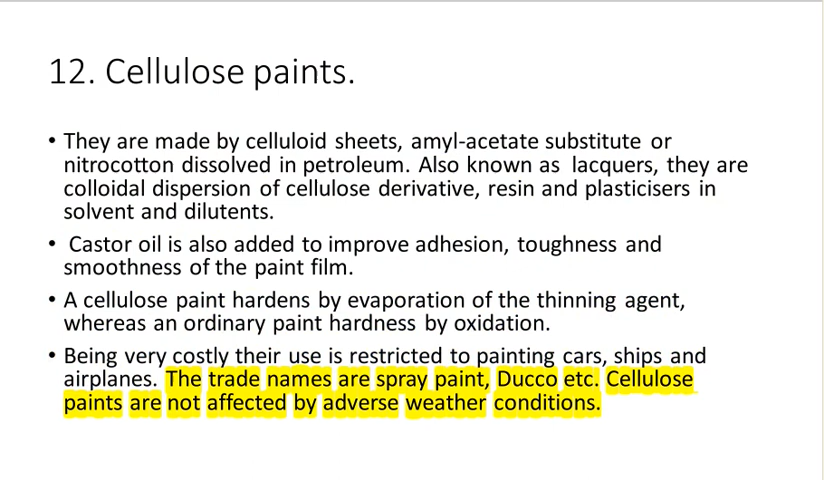 12. Cellulose paints.
• They are made by celluloid sheets, amyl-acetate substitute or
nitrocotton dissolved in petroleum. Also known as lacquers, they are
colloidal dispersion of cellulose derivative, resin and plasticisers in
solvent and dilutents.
• Castor oil is also added to improve adhesion, toughness and
smoothness of the paint film.
• A cellulose paint hardens by evaporation of the thinning agent,
whereas an ordinary paint hardness by oxidation.
• Being very costly their use is restricted to painting cars, ships and
airplanes. The trade names are spray paint, Ducco etc. Cellulose
paints are not affected by adverse weather conditions.